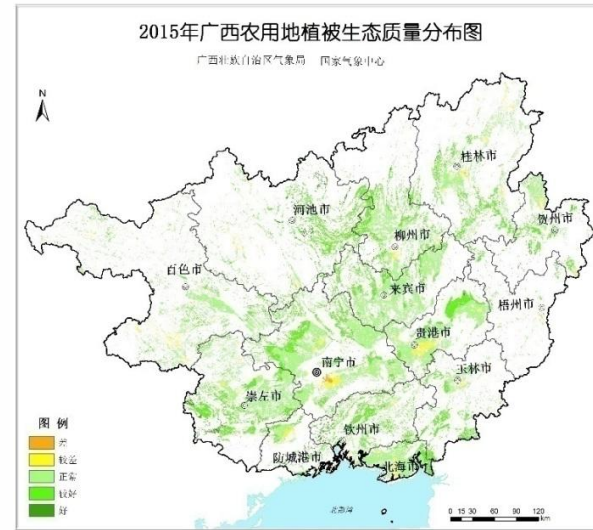 2015年广西农用地植被生态质量分布图
广西壮族自治区气象局 国家气象中心
N
桂林市
河池市
贺州市
柳州市
百色市
来宾市
梧州市
贵港市
南宁市
玉林市
崇左市
钦州市
防城港市
北海市
北部湾
图 例
差
较差
正常
较好
好
0 15 30 60 90 120
km